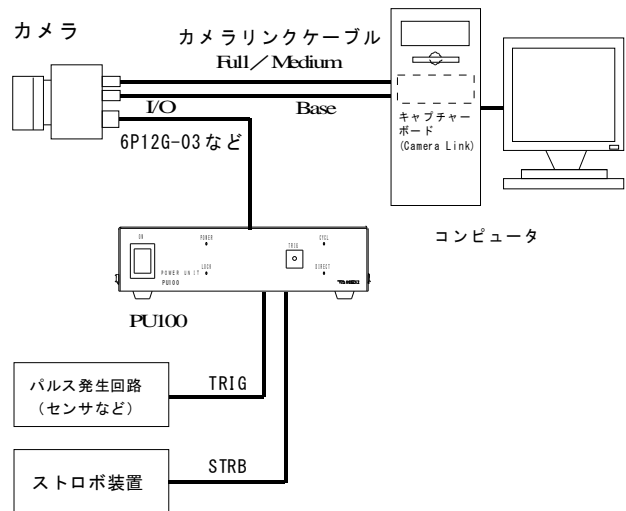 カメラ
カメラリンクケーブル
Full／Medium
I/O
Base
6P12G-03など
キャプチャー
ボード
(Camera Link)
コンピュータ
ON
POWER
TRIG
CYCL
LOCK
DIRECT
POWER UNIT
PU100
PU100
パルス発生回路
（センサなど）
TRIG
ストロボ装置
STRB